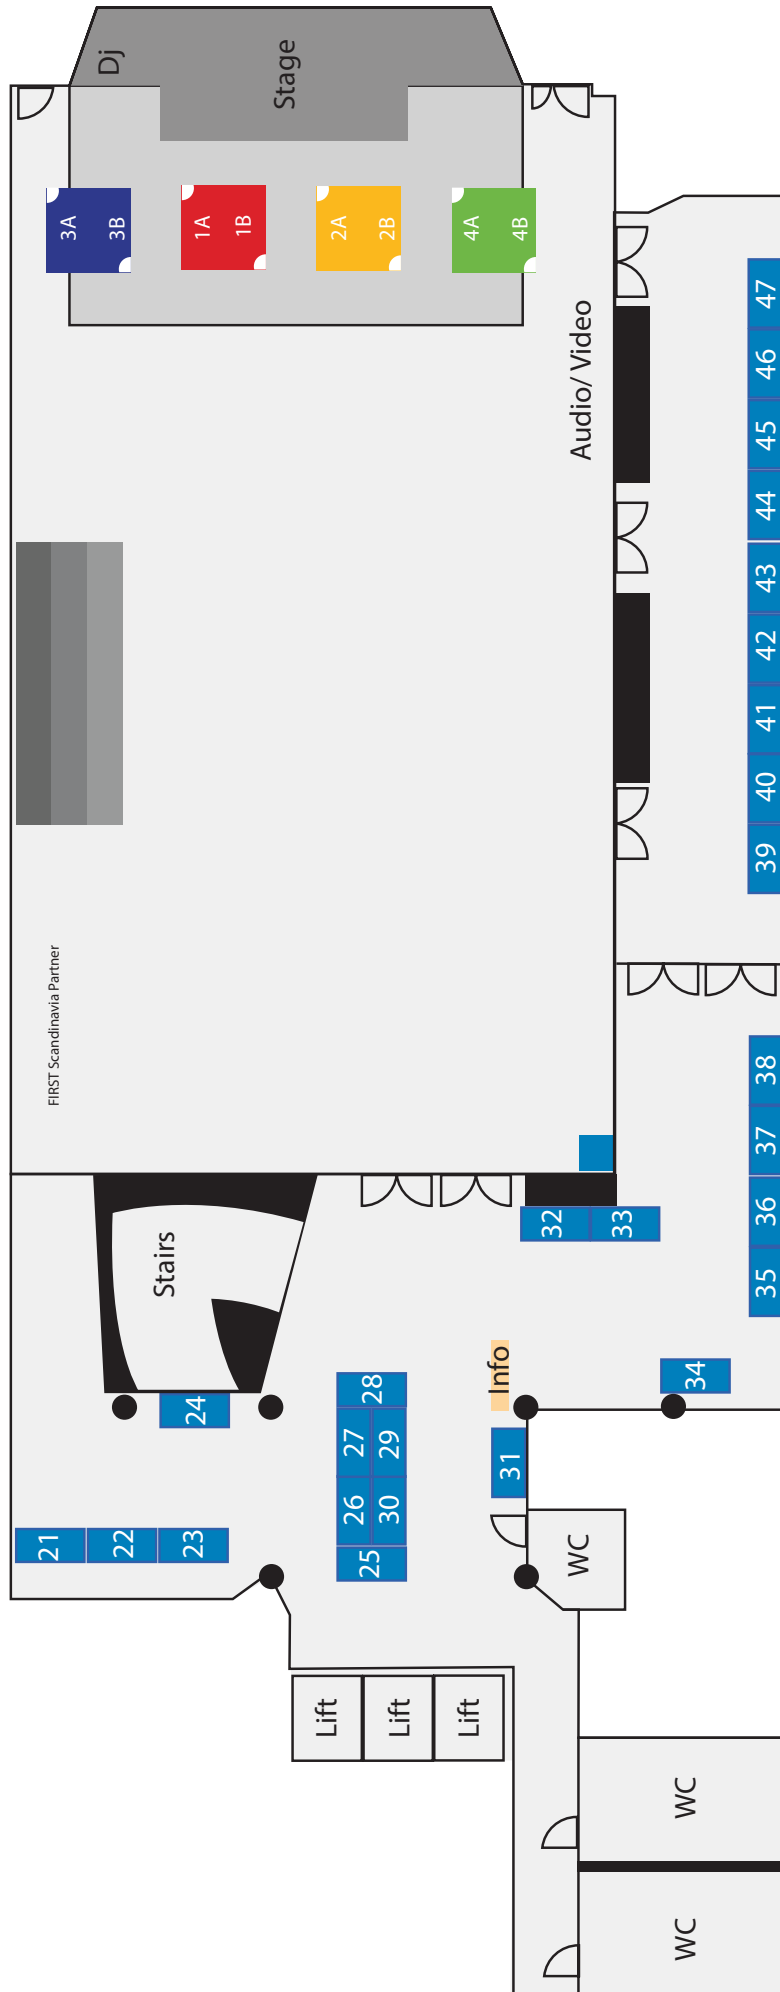 Dj
Stage
3A
3B
1A
1B
2A
2B
4A
4B
Audio/ Video
47
46
45
44
43
42
41
40
39
FIRST Scandinavia Partner
38
37
36
35
32
33
Stairs
Info
34
24
28
27
29
26
30
25
31
21
22
23
WC
Lift
Lift
Lift
WC
WC